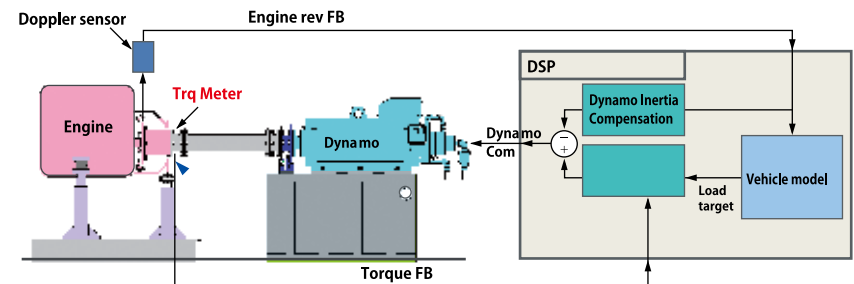 Doppler sensor
Engine rev FB
DSP
Trq Meter
Dynamo Inertia
Compensation
Engine
Dynamo
Dynamo
Com
Vehicle model
Load
target
Torque FB